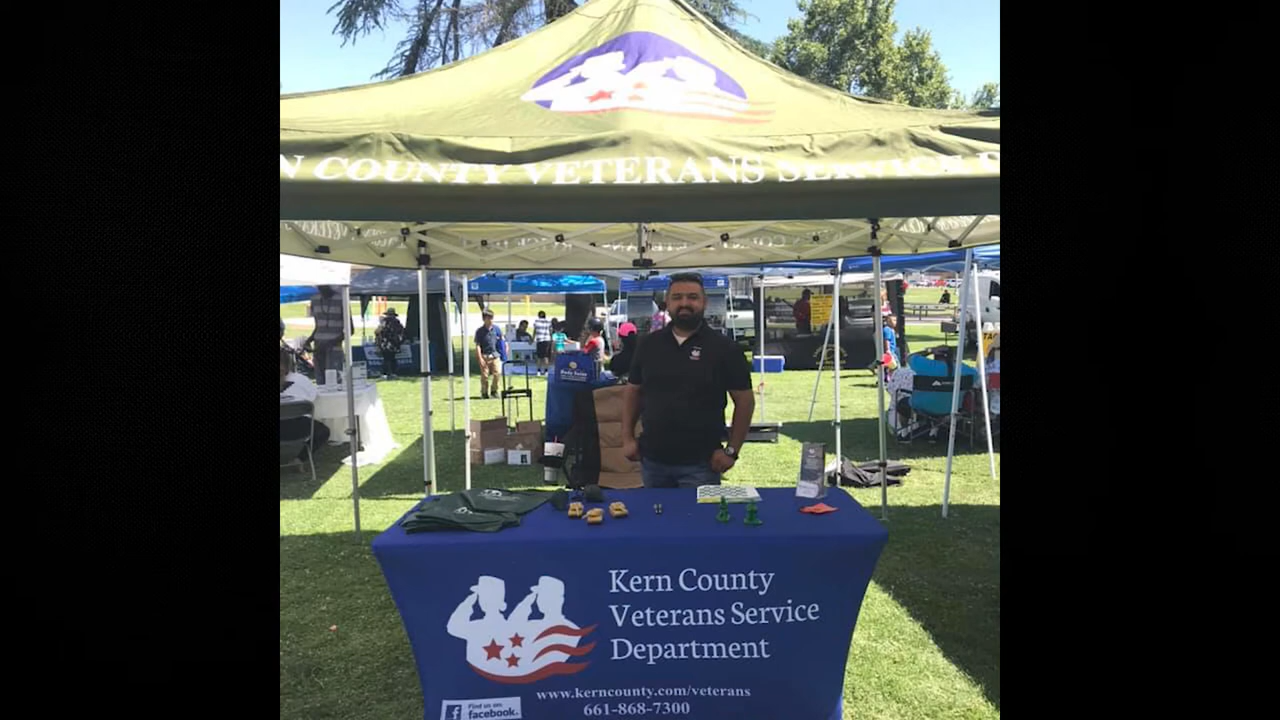 N COUNTY VETERANS SERVICE D
Kern County
Veterans Service
Department
www.kerncounty.com/veterans
661-868-7300
Find us on:
facebook.